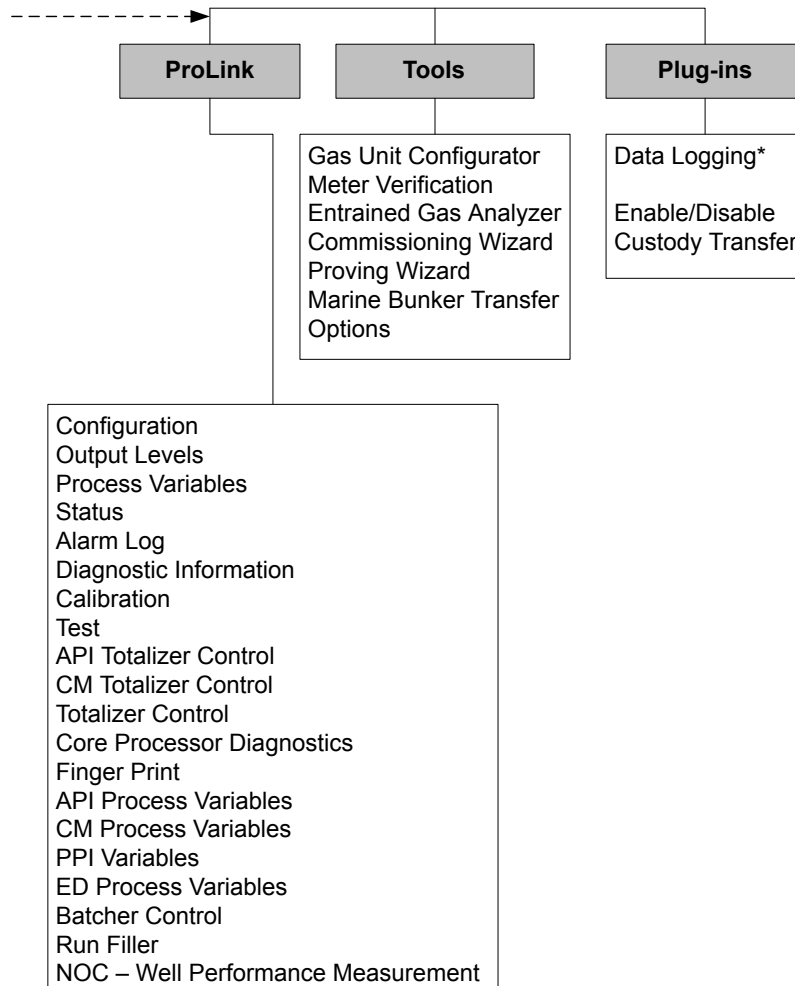 ProLink
Tools
Plug-ins
Gas Unit Configurator
Meter Verification
Entrained Gas Analyzer
Commissioning Wizard
Proving Wizard
Marine Bunker Transfer
Options
Data Logging*
Enable/Disable
Custody Transfer
Configuration
Output Levels
Process Variables
Status
Alarm Log
Diagnostic Information
Calibration
Test
API Totalizer Control
CM Totalizer Control
Totalizer Control
Core Processor Diagnostics
Finger Print
API Process Variables
CM Process Variables
PPI Variables
ED Process Variables
Batcher Control
Run Filler
NOC – Well Performance Measurement